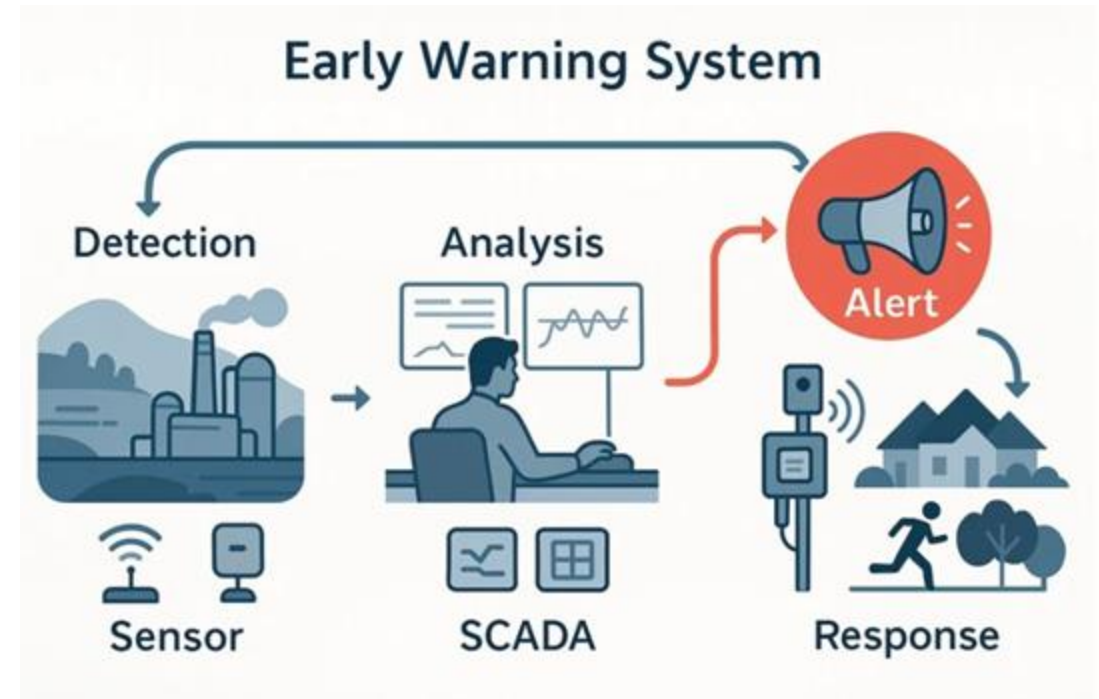 Early Warning System
Detection
Analysis
Alert
Sensor
SCADA
Response